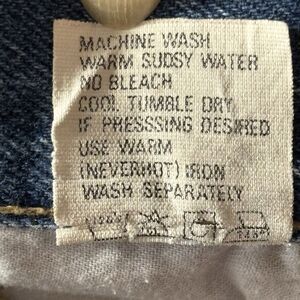 MACHINE WASH
WARM SUDSY WATER
NO BLEACH
COOL TUMBLE DRY,
IF PRESSSING DESIRED
USE WARM
(NEVERHOT) IRON
WASH SEPARATELY